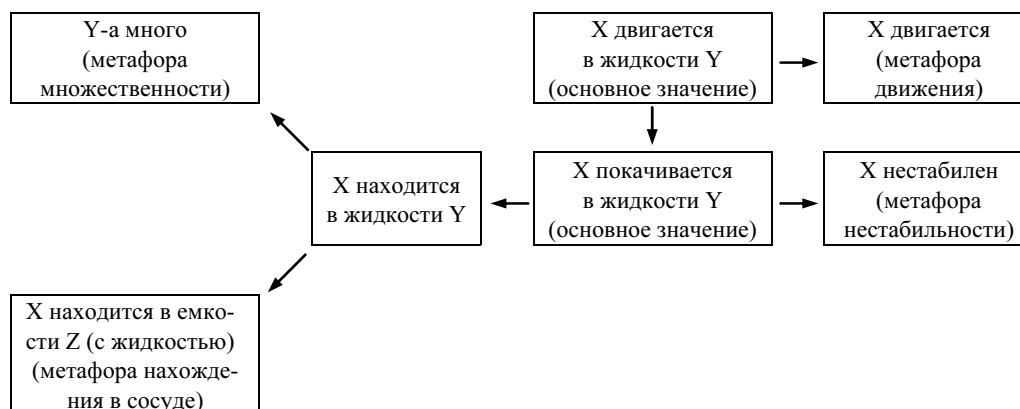 Y-а много
(метафора
множественности)
X двигается
в жидкости Y
(основное значение)
X двигается
(метафора
движения)
X находится
в жидкости Y
X покачивается
в жидкости Y
(основное значение)
X нестабилен
(метафора
нестабильности)
X находится в емко-
сти Z (с жидкостью)
(метафора нахожде-
ния в сосуде)